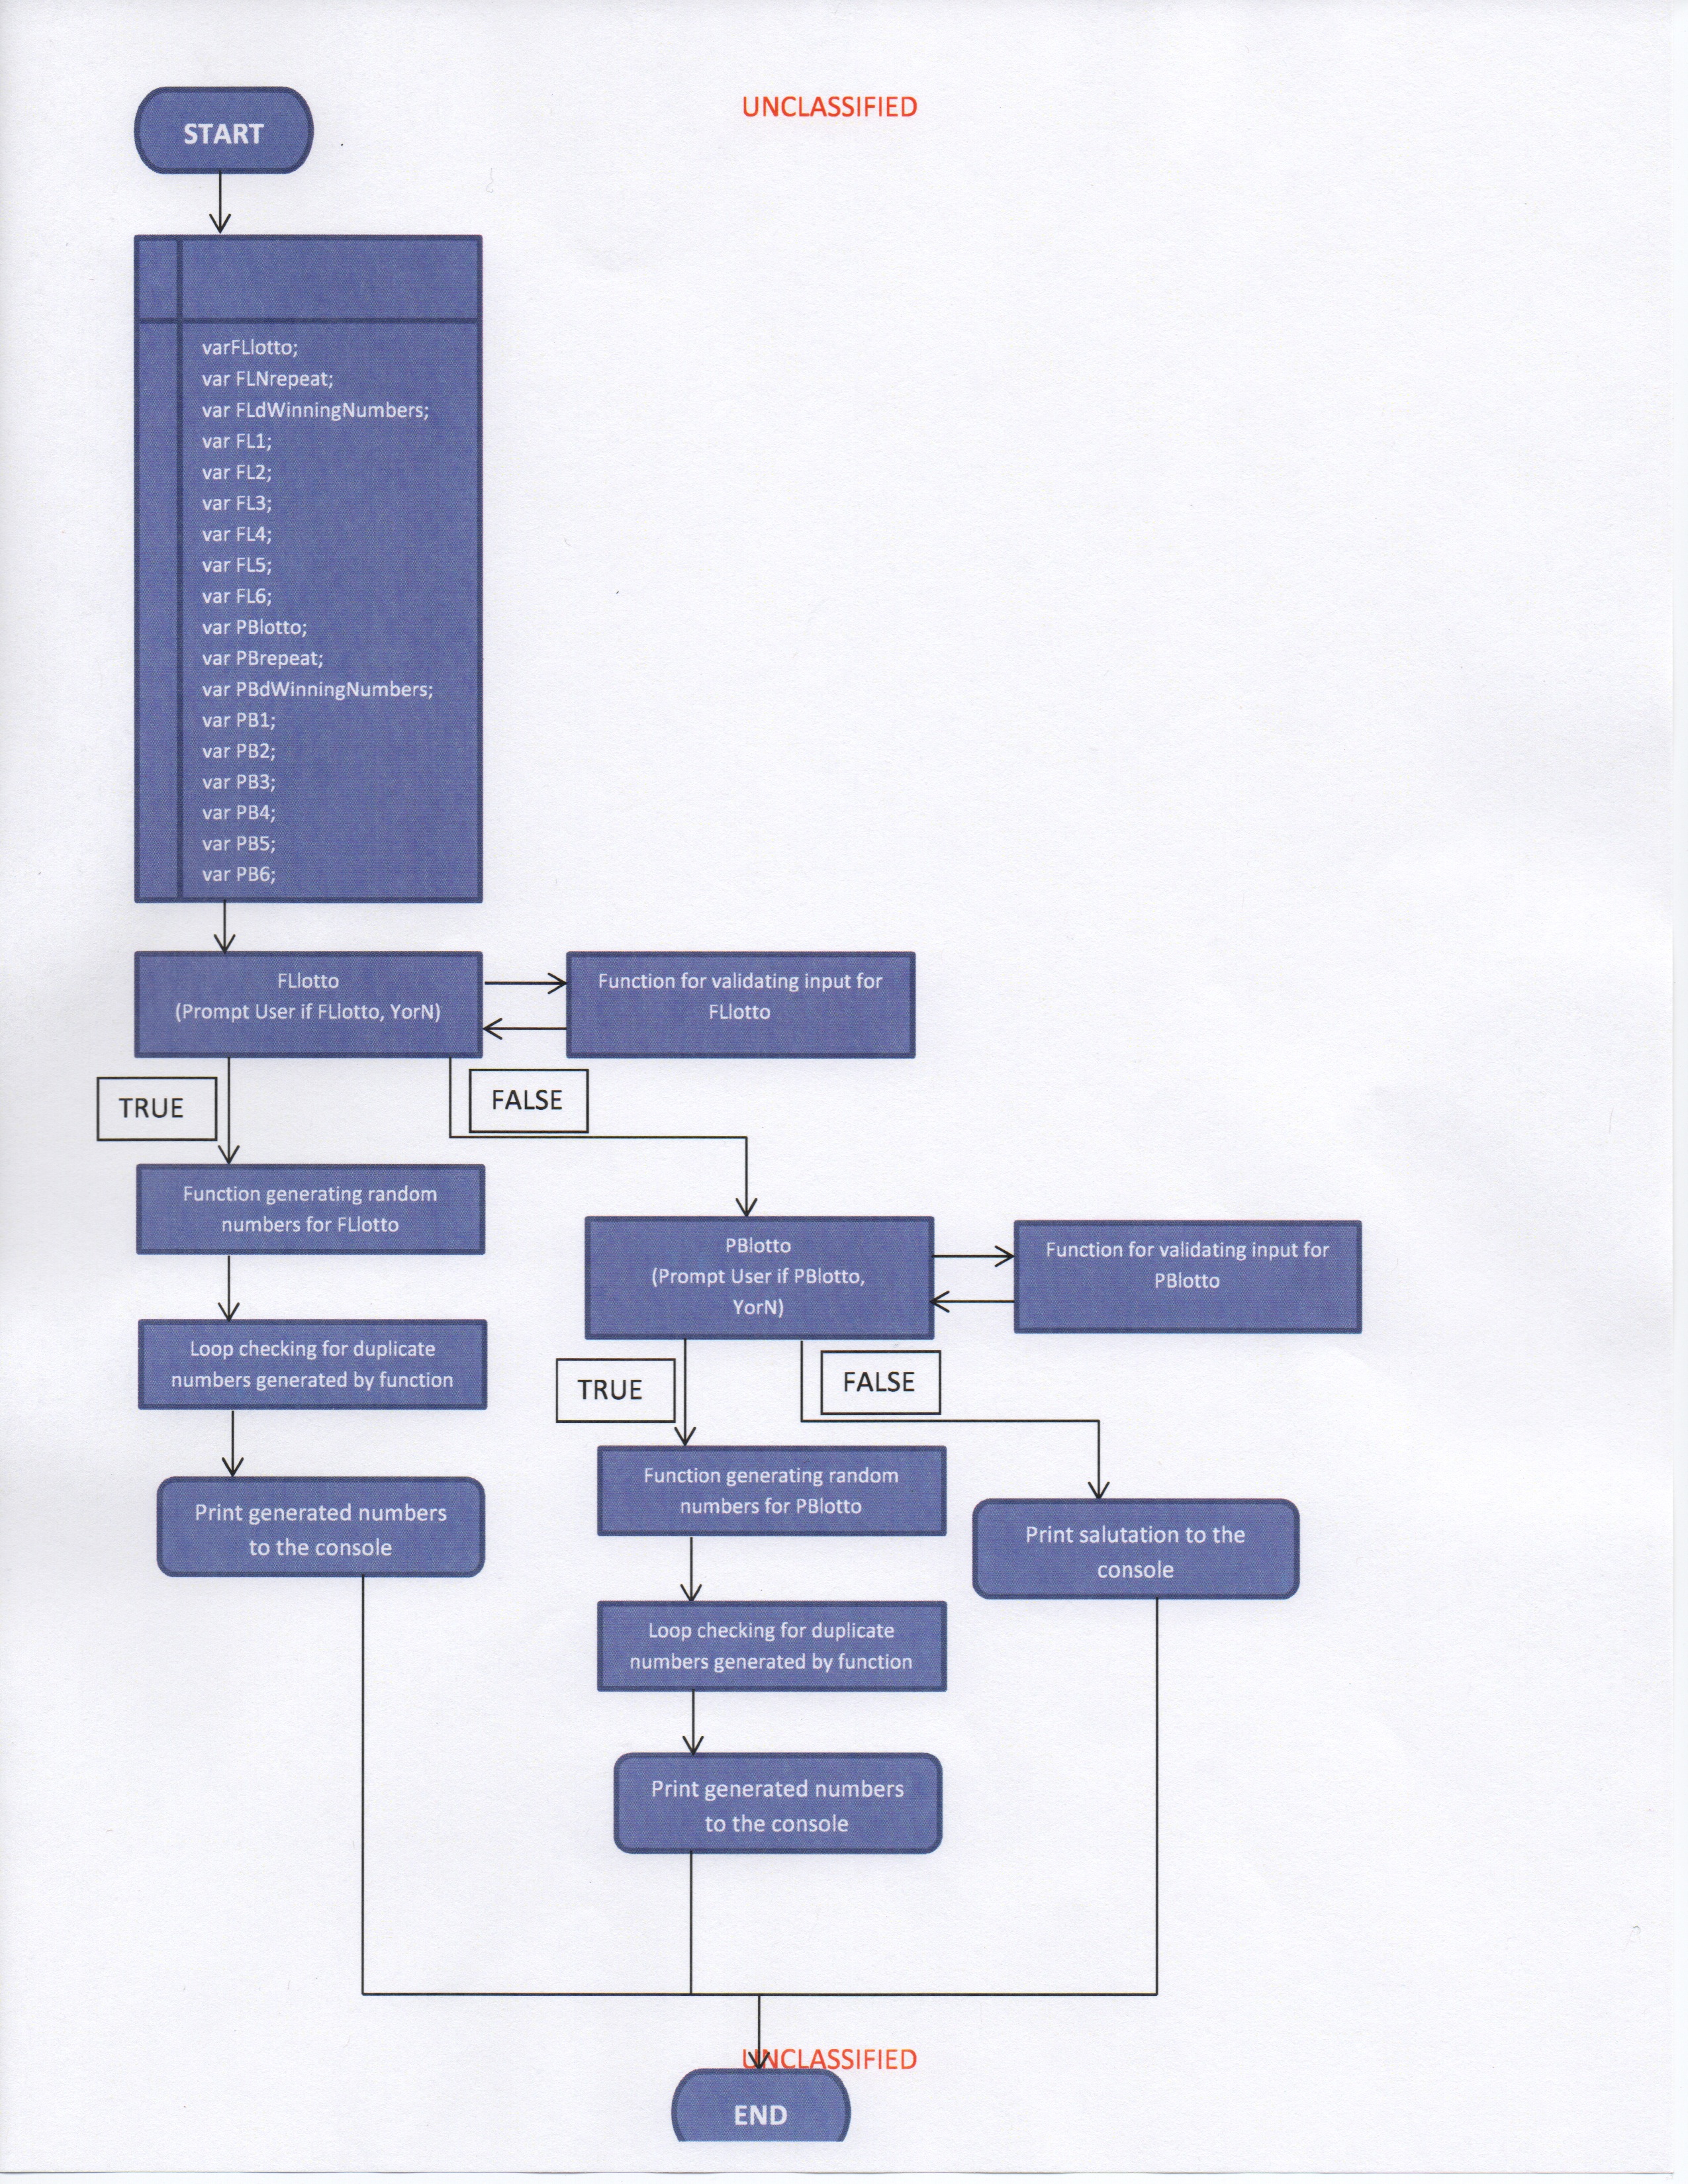 UNCLASSIFIED
START
varFLlotto;
var FLNrepeat;
var FLdWinningNumbers;
var FL1;
var FL2;
var FL3;
var FL4;
var FL5;
var FL6;
var PBlotto;
var PBrepeat;
var PBdWinningNumbers;
var PB1;
var PB2;
var PB3;
var PB4;
var PB5;
var PB6;
FLlotto
(Prompt User if FLlotto, YorN)
Function for validating input for
FLlotto
TRUE
FALSE
Function generating random
numbers for FLlotto
PBlotto
(Prompt User if PBlotto,
YorN)
Function for validating input for
PBlotto
Loop checking for duplicate
numbers generated by function
TRUE
FALSE
Print generated numbers
to the console
Function generating random
numbers for PBlotto
Print salutation to the
console
Loop checking for duplicate
numbers generated by function
Print generated numbers
to the console
UNCLASSIFIED
END